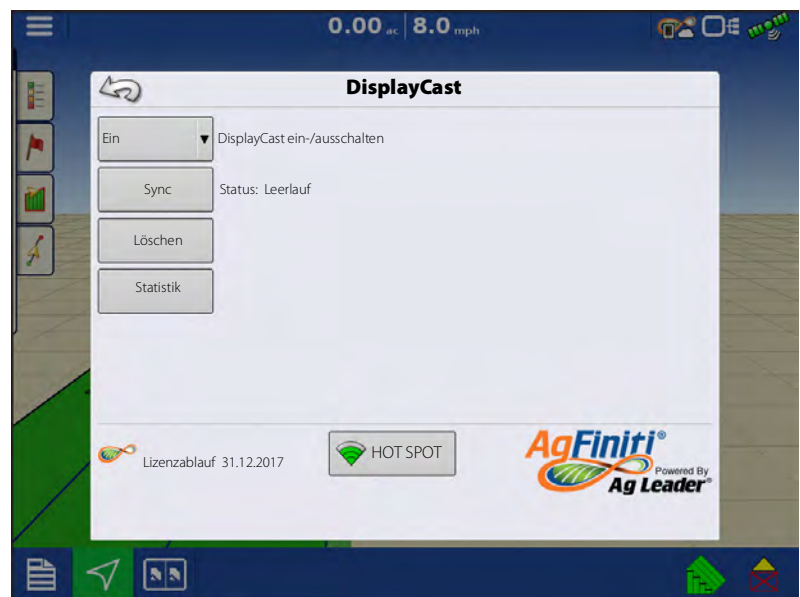 0.00 ac 8.0 mph
DisplayCast
Ein ▼ DisplayCast ein-/ausschalten
Sync Status: Leerlauf
Löschen
Statistik
Lizenzablauf 31.12.2017
HOT SPOT
AgFiniti®
Powered By
Ag Leader®